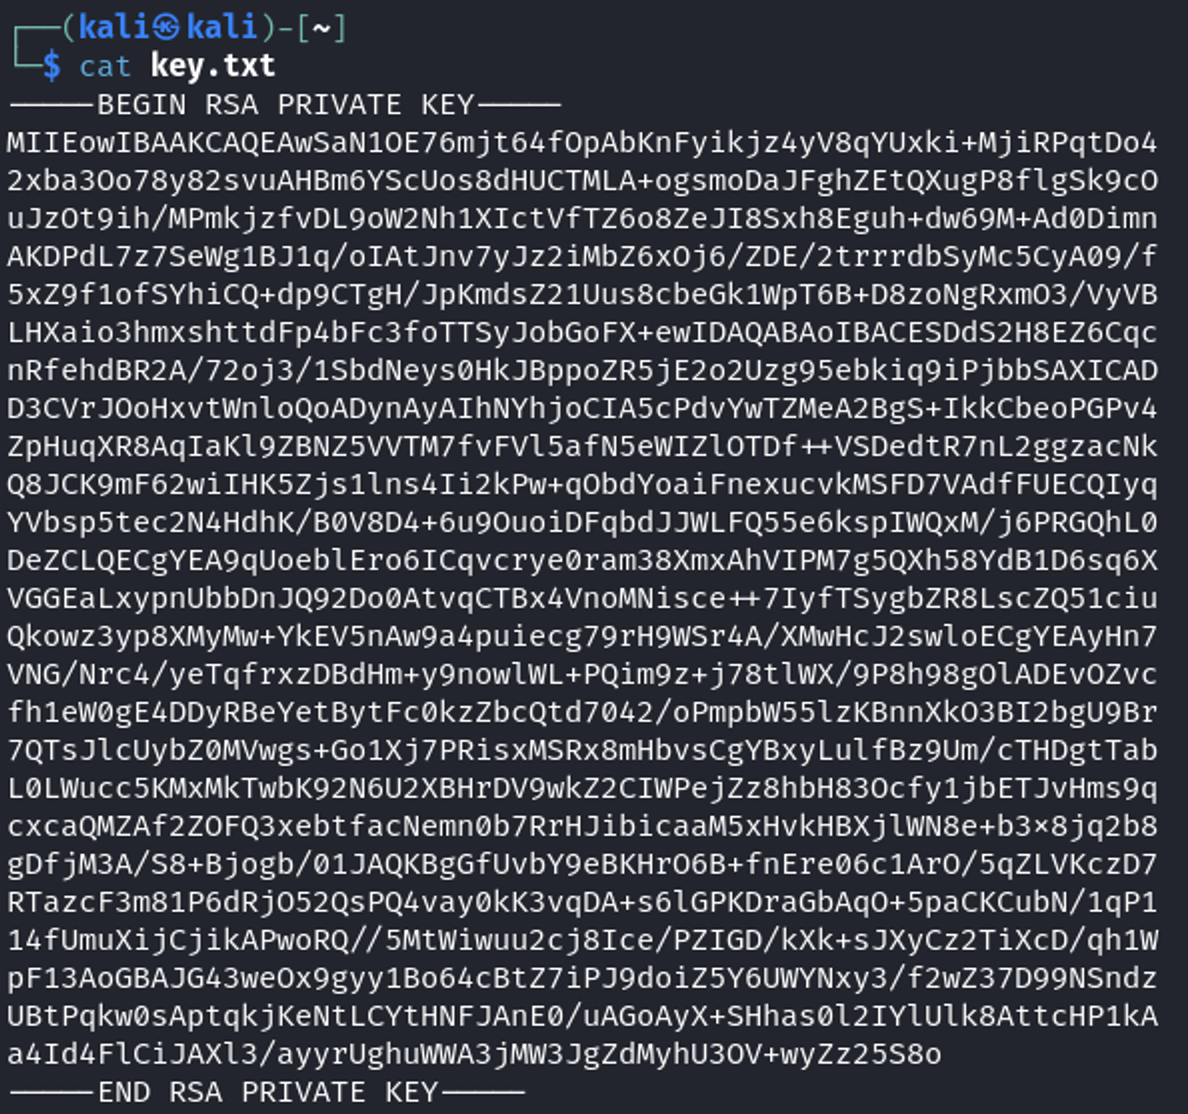 ┌──(kali㉿kali)-[~]
└─$ cat key.txt
-----BEGIN RSA PRIVATE KEY-----
MIIEowIBAAKCAQEAwSaN1OE76mjt64fOpAbKnFyikjz4yV8qYUxki+MjiRPqtDo4
2xba3Oo78y82svuAHBm6YScUos8dHUCTMLA+ogsmoDaJFghZEtQXugP8flgSk9cO
uJzOt9ih/MPmkjzfvDL9oW2Nh1XIctVfTZ6o8ZeJI8Sxh8Eguh+dw69M+Ad0Dimn
AKDPdL7z7SeWg1BJ1q/oIAtJnv7yJz2iMbZ6xOj6/ZDE/2trrrdbSyMc5CyA09/f
5xZ9f1ofSYhiCQ+dp9CTgH/JpKmdsZ21Uus8cbeGk1WpT6B+D8zoNgRxmO3/VyVB
LHXaio3hmxshttdFp4bFc3foTTSyJobGoFX+ewIDAQABAoIBACESDdS2H8EZ6Cqc
nRfehdBR2A/72oj3/1SbdNeys0HkJBppoZR5jE2o2Uzg95ebkiq9iPjbbSAXICAD
D3CVrJOoHxvtWnloQoADynAyAIhNYhjoCIA5cPdvYwTZMeA2BgS+IkkCbeoPGPv4
ZpHuqXR8AqIaKl9ZBNZ5VVTM7fvFVl5afN5eWIZlOTDf++VSDedtR7nL2ggzacNk
Q8JCK9mF62wiIHK5Zjs1lns4Ii2kPw+qObdYoaiFnexucvkMSFD7VAdfFUECQIyq
YVbsp5tec2N4HdhK/B0V8D4+6u9OuoiDFqbdJJWLFQ55e6kspIWQxM/j6PRGQhL0
DeZCLQECgYEA9qUoeblEro6ICqvcrye0ram38XmxAhVIPM7g5QXh58YdB1D6sq6X
VGGEaLxypnUbbDnJQ92Do0AtvqCTBx4VnoMNisce++7IyfTSygbZR8LscZQ51ciu
Qkowz3yp8XMyMw+YkEV5nAw9a4puiecg79rH9WSr4A/XMwHcJ2swloECgYEAyHn7
VNG/Nrc4/yeTqfrxzDBdHm+y9nowlWL+PQim9z+j78tlWX/9P8h98gOlADEvOZvc
fh1eW0gE4DDyRBeYetBytFc0kzZbcQtd7042/oPmpbW55lzKBnnXkO3BI2bgU9Br
7QTsJlcUybZ0MVwgs+Go1Xj7PRisxMSRx8mHbvsCgYBxyLulfBz9Um/cTHDgtTab
L0LWucc5KMxMkTwbK92N6U2XBHrDV9wkZ2CIWPejZz8hbH83Ocfy1jbETJvHms9q
cxcaQMZAf2ZOFQ3xebtfacNemn0b7RrHJibicaaM5xHvkHBXjlWN8e+b3×8jq2b8
gDfjM3A/S8+Bjogb/01JAQKBgGfUvbY9eBKHrO6B+fnEre06c1ArO/5qZLVKczD7
RTazcF3m81P6dRjO52QsPQ4vay0kK3vqDA+s6lGPKDraGbAqO+5paCKCubN/1qP1
14fUmuXijCjikAPwoRQ//5MtWiwuu2cj8Ice/PZIGD/kXk+sJXyCz2TiXcD/qh1W
pF13AoGBAJG43weOx9gyy1Bo64cBtZ7iPJ9doiZ5Y6UWYNxy3/f2wZ37D99NSndz
UBtPqkw0sAptqkjKeNtLCYtHNFJAnE0/uAGoAyX+SHhas0l2IYlUlk8AttcHP1kA
a4Id4FlCiJAXl3/ayyrUghuWWA3jMW3JgZdMyhU3OV+wyZz25S8o
-----END RSA PRIVATE KEY-----